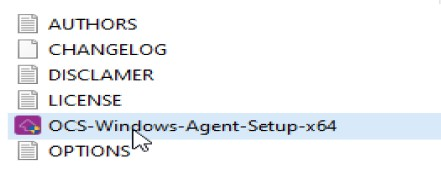 AUTHORS
CHANGELOG
DISCLAMER
LICENSE
OCS-Windows-Agent-Setup-x64
OPTIONS